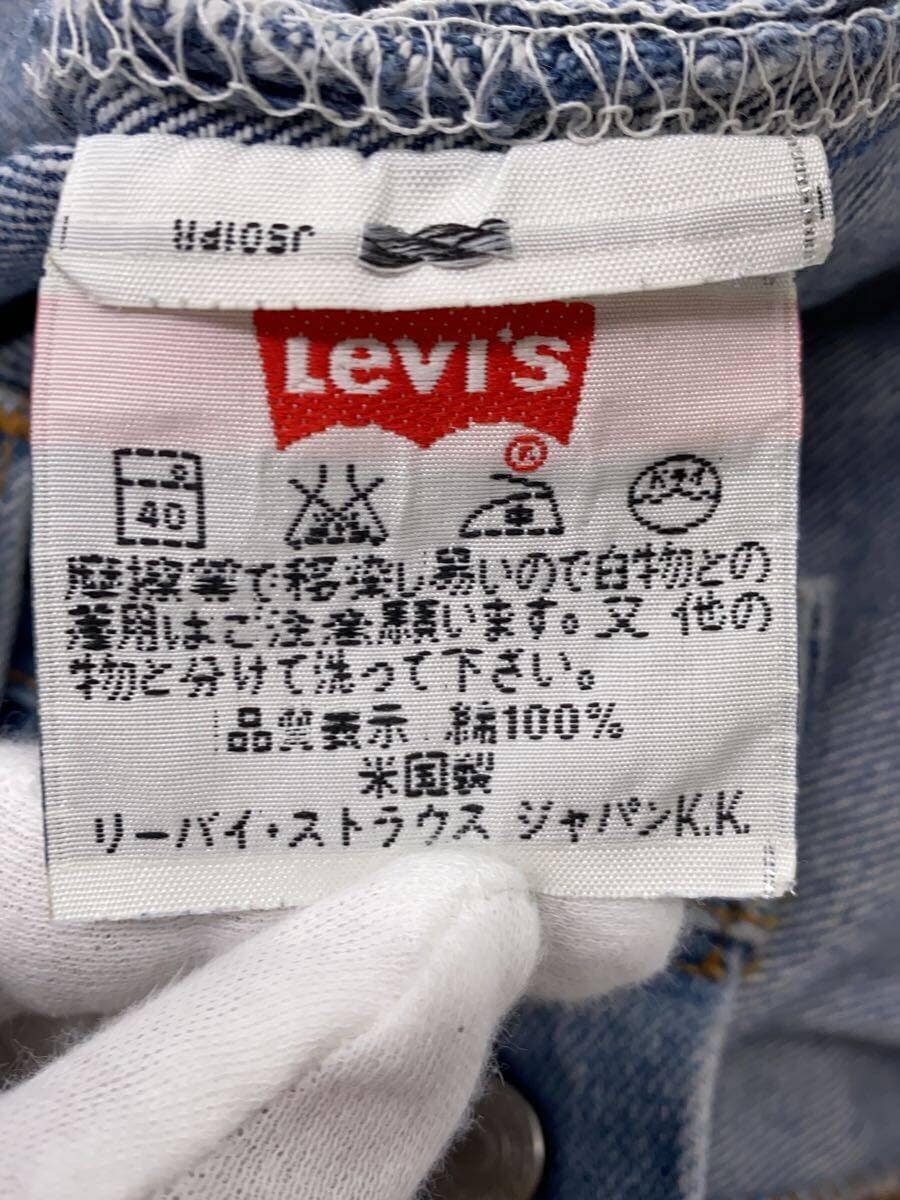 J501PR
Levi's
®
40
摩擦等で移染し易いので白物との
着用はご注意願います。又 他の
物と分けて洗って下さい。
品質表示 綿100%
米国製
リーバイ・ストラウス ジャパンK.K.